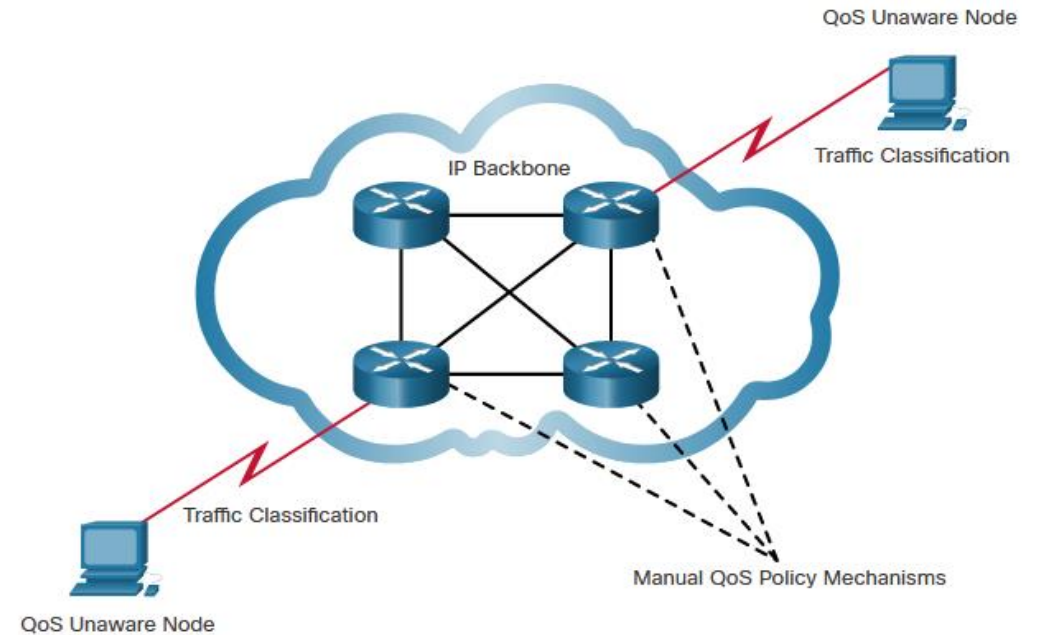 QoS Unaware Node
Traffic Classification
IP Backbone
Traffic Classification
Manual QoS Policy Mechanisms
QoS Unaware Node